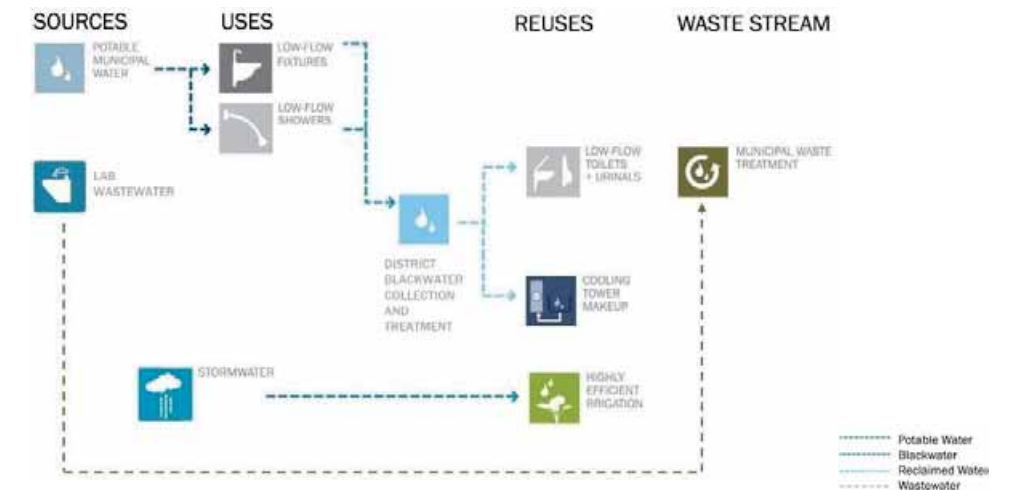 SOURCES
USES
REUSES
WASTE STREAM
POTABLE
MUNICIPAL
WATER
LOW-FLOW
FIXTURES
LOW-FLOW
SHOWERS
LAB
WASTEWATER
LOW-FLOW
TOILETS
+ URINALS
MUNICIPAL WASTE
TREATMENT
DISTRICT
BLACKWATER
COLLECTION
AND
TREATMENT
COOLING
TOWER
MAKEUP
STORMWATER
HIGHLY
EFFICIENT
IRRIGATION
Potable Water
Blackwater
Reclaimed Wate
Wastewater